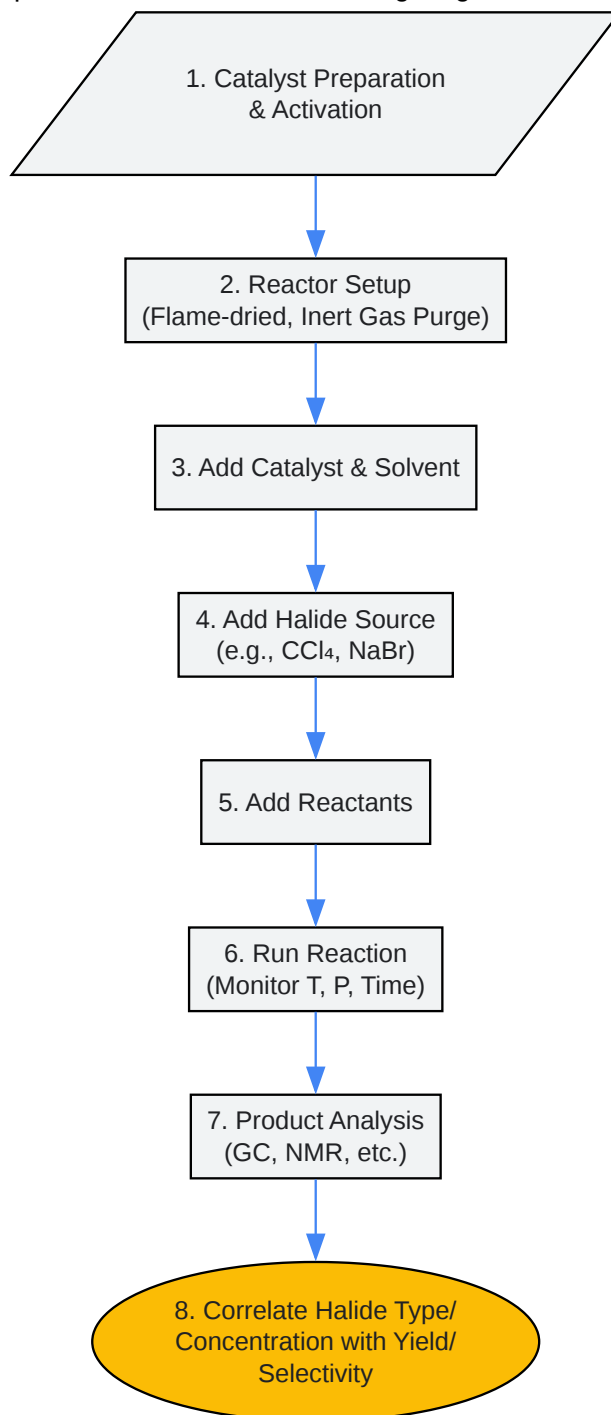 1. Catalyst Preparation
& Activation
2. Reactor Setup
(Flame-dried, Inert Gas Purge)
3. Add Catalyst & Solvent
4. Add Halide Source
(e.g., CCl₄, NaBr)
5. Add Reactants
6. Run Reaction
(Monitor T, P, Time)
7. Product Analysis
(GC, NMR, etc.)
8. Correlate Halide Type/
Concentration with Yield/
Selectivity